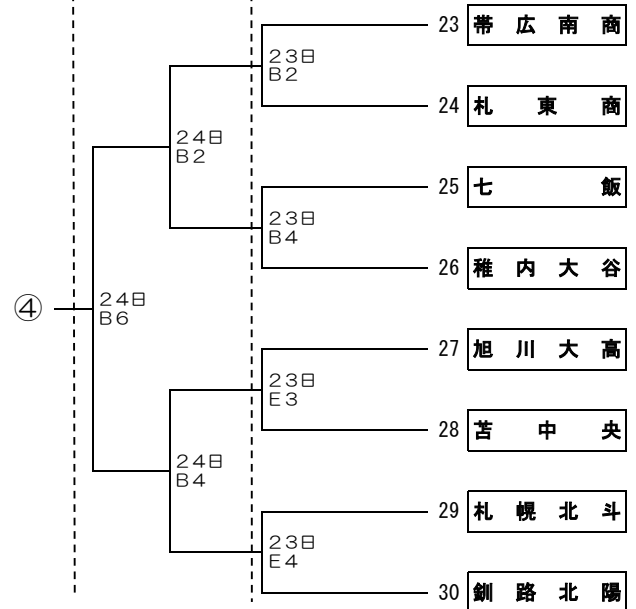 23 帯広南商
23日
B2
24 札東商
24日
B2
25 七飯
23日
B4
26 稚内大谷
④
24日
B6
27 旭川大高
23日
E3
28 苫中央
24日
B4
29 札幌北斗
23日
E4
30 釧路北陽